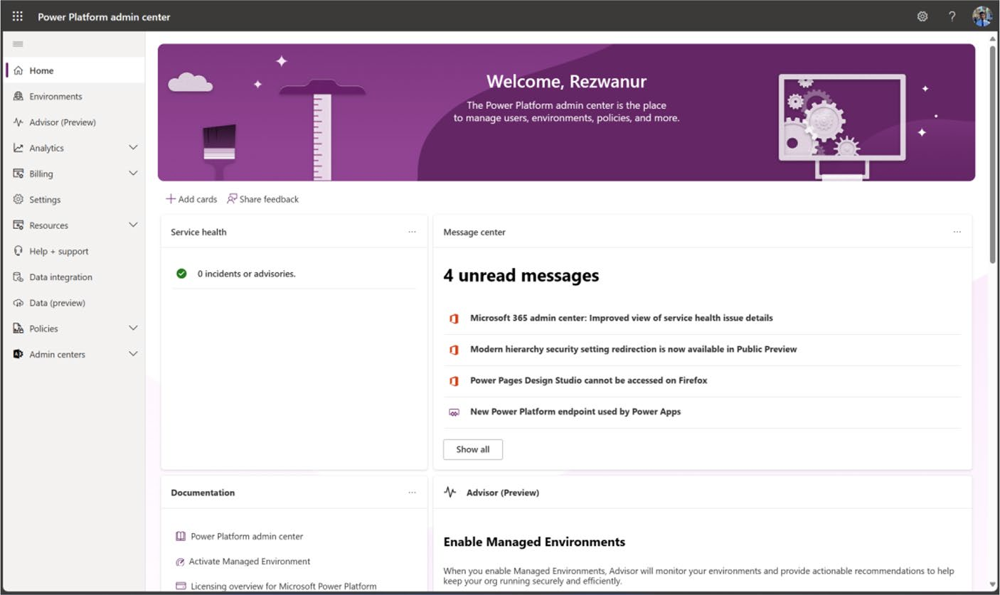 Power Platform admin center
Home
Environments
Advisor (Preview)
Analytics
Billing
Settings
Resources
Help + support
Data integration
Data (preview)
Policies
Admin centers
Welcome, Rezwanur
The Power Platform admin center is the place
to manage users, environments, policies, and more.
Add cards
Share feedback
Service health
0 incidents or advisories.
Message center
4 unread messages
Microsoft 365 admin center: Improved view of service health issue details
Modern hierarchy security setting redirection is now available in Public Preview
Power Pages Design Studio cannot be accessed on Firefox
New Power Platform endpoint used by Power Apps
Show all
Documentation
Power Platform admin center
Activate Managed Environment
Licensing overview for Microsoft Power Platform
Advisor (Preview)
Enable Managed Environments
When you enable Managed Environments, Advisor will monitor your environments and provide actionable recommendations to help
keep your org running securely and efficiently.